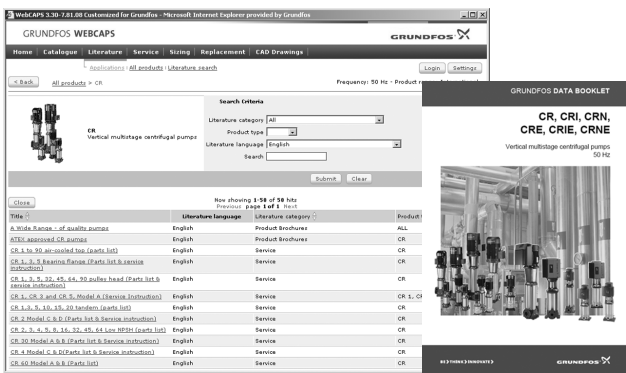 WebCAPS 3.30-7.81.08 Customized for Grundfos - Microsoft Internet Explorer provided by Grundfos
GRUNDFOS WEBCAPS
GRUNDFOS
Home Catalogue Literature Service Sizing Replacement CAD Drawings
Applications All products Literature search
Login Settings
< Back All products > CR
Frequency: 50 Hz - Product
CR
Vertical multistage centrifugal pumps
Search Criteria
Literature category All
Product type
Literature language English
Search
Submit Clear
Close
Now showing 1-58 of 58 hits
Previous page 1 of 1 Next
Title Literature language Literature category Product
A Wide Range - of quality pumps English Product Brochures ALL
ATEX approved CR pumps English Product Brochures CR
CR 1 to 90 air-cooled top (parts list) English Service CR
CR 1, 3, 5 Bearing flange (Parts list & service
instruction) English Service CR
CR 1, 3, 5, 32, 45, 64, 90 pulley head (Parts list &
service instruction) English Service CR
CR 1, CR 3 and CR 5, Model A (Service Instruction) English Service CR 1, CR
CR 1,3, 5, 10, 15, 20 tandem (parts list) English Service CR
CR 2 Model C & D (Parts list & Service instruction) English Service CR
CR 2, 3, 4, 5, 8, 16, 32, 45, 64 Low NPSH (parts list) English Service CR
CR 30 Model A & B (Parts list & Service instruction) English Service CR
CR 4 Model C & D(Parts list & Service instruction) English Service CR
CR 60 Model A & B (Parts list) English Service CR
GRUNDFOS DATA BOOKLET
CR, CRI, CRN,
CRE, CRIE, CRNE
Vertical multistage centrifugal pumps
50 Hz
BE > THINK > INNOVATE >
GRUNDFOS